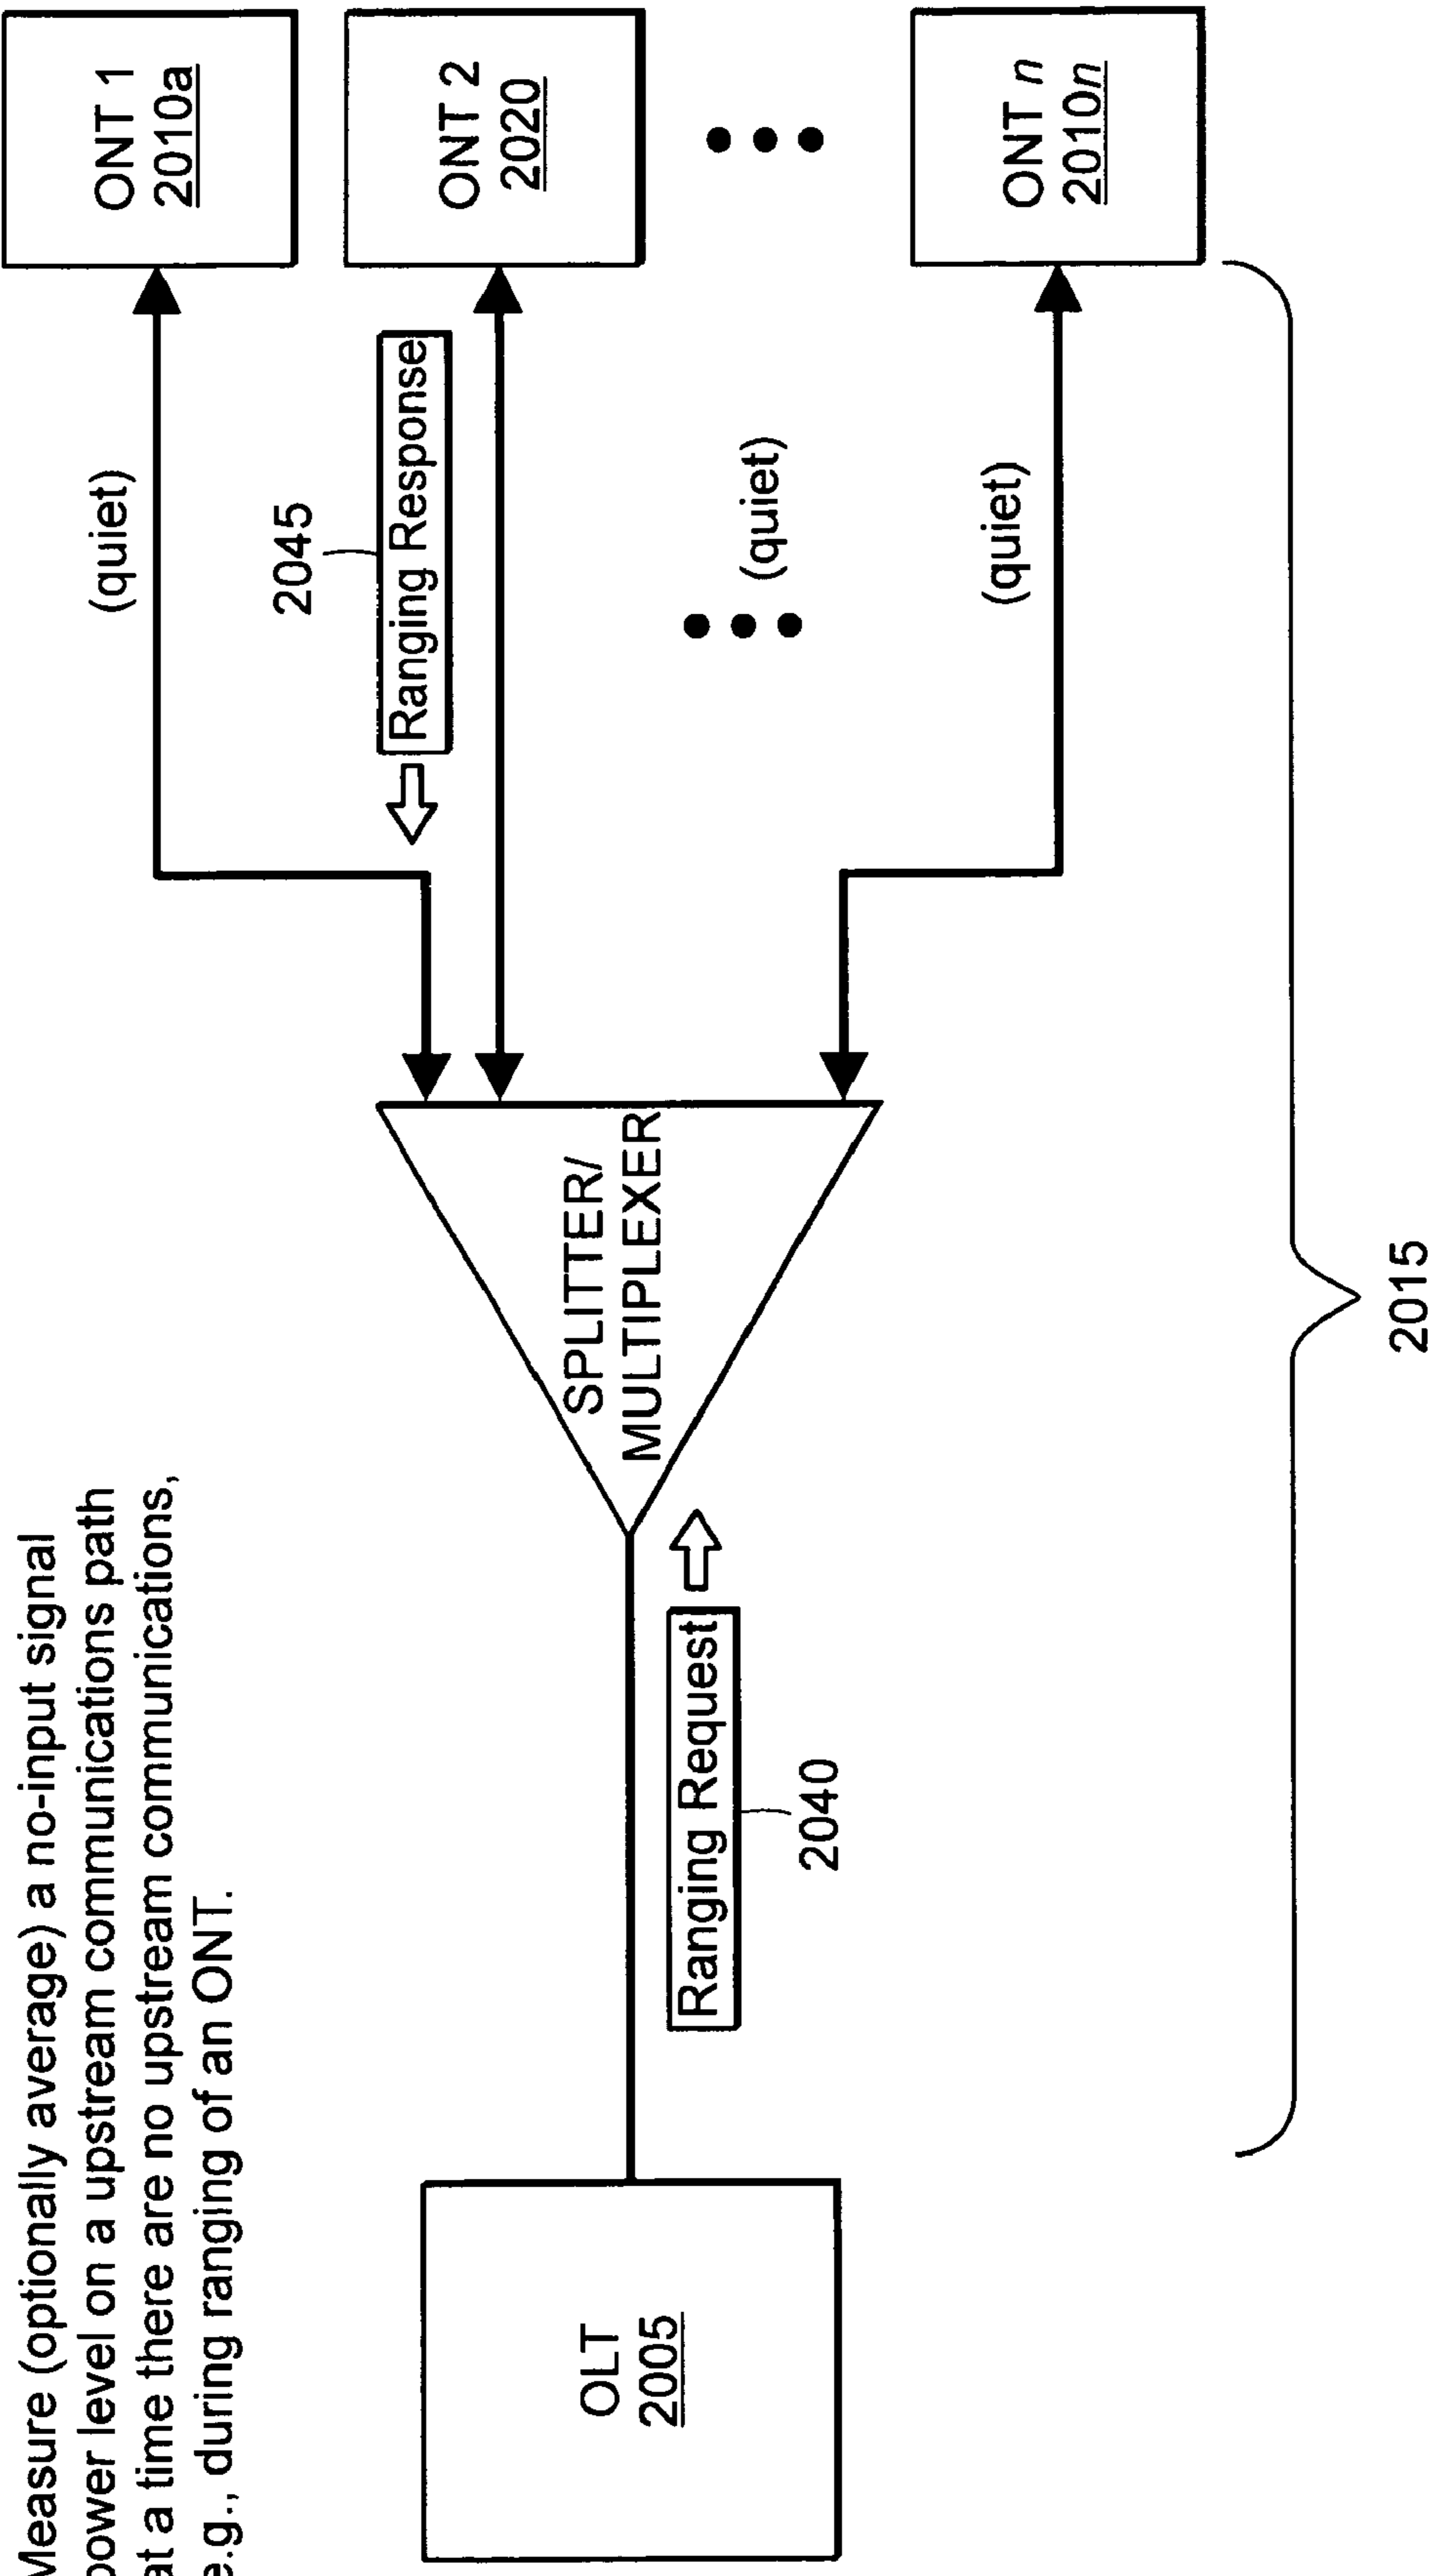 Measure (optionally average) a no-input signal
power level on a upstream communications path
at a time there are no upstream communications,
e.g., during ranging of an ONT.
ONT 1
2010a
(quiet)
2045
Ranging Response
ONT 2
2020
(quiet)
ONT n
2010n
(quiet)
SPLITTER/
MULTIPLEXER
Ranging Request
2040
OLT
2005
2015